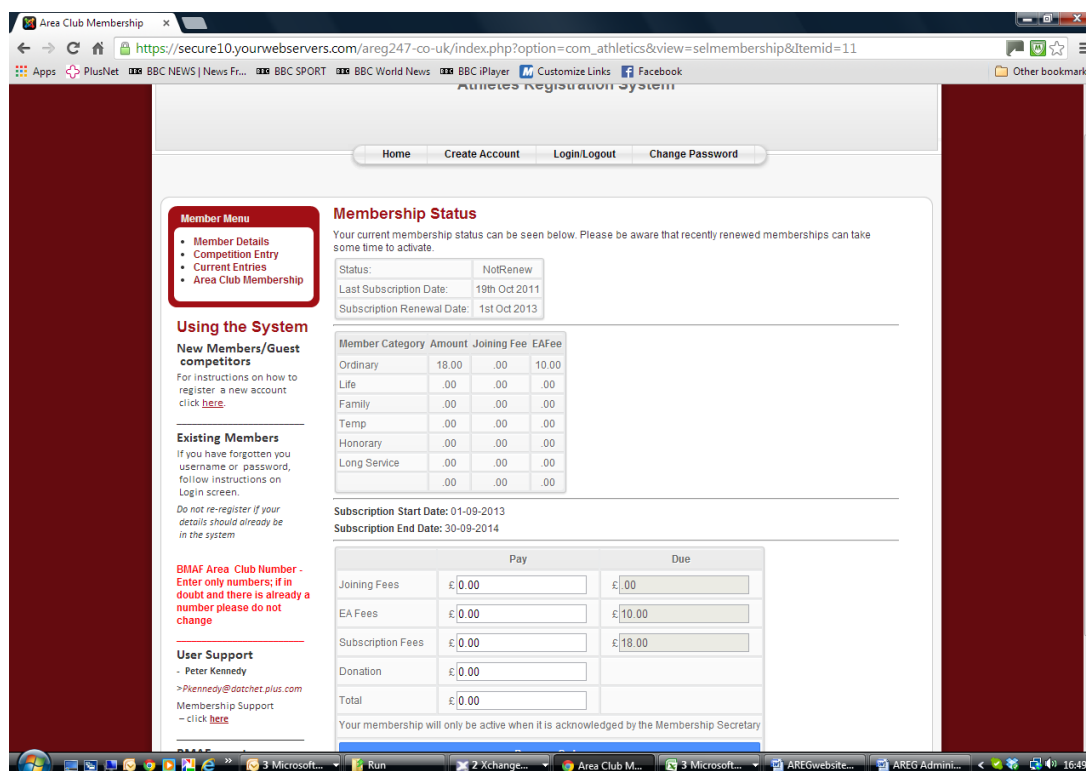 Area Club Membership
https://secure10.yourwebservers.com/areg247-co-uk/index.php?option=com_athletics&view=selmembership&Itemid=11
Apps PlusNet BBC NEWS | News Fr... BBC SPORT BBC World News BBC iPlayer Customize Links Facebook Other bookmark
Athletes Registration System
Home Create Account Login/Logout Change Password
Member Menu
Member Details
Competition Entry
Current Entries
Area Club Membership
Using the System
New Members/Guest
competitors
For instructions on how to
register a new account
click here.
Existing Members
If you have forgotten you
username or password,
follow instructions on
Login screen.
Do not re-register if your
details should already be
in the system
BMAF Area Club Number -
Enter only numbers; if in
doubt and there is already a
number please do not
change
User Support
- Peter Kennedy
>Pkennedy@datchet.plus.com
Membership Support
– click here
Membership Status
Your current membership status can be seen below. Please be aware that recently renewed memberships can take
some time to activate.
Status: NotRenew
Last Subscription Date: 19th Oct 2011
Subscription Renewal Date: 1st Oct 2013
Member Category Amount Joining Fee EAFee
Ordinary 18.00 .00 10.00
Life .00 .00 .00
Family .00 .00 .00
Temp .00 .00 .00
Honorary .00 .00 .00
Long Service .00 .00 .00
.00 .00 .00
Subscription Start Date: 01-09-2013
Subscription End Date: 30-09-2014
Pay Due
Joining Fees £ 0.00 £ .00
EA Fees £ 0.00 £ 10.00
Subscription Fees £ 0.00 £ 18.00
Donation £ 0.00
Total £ 0.00
Your membership will only be active when it is acknowledged by the Membership Secretary
3 Microsoft... Run 2 Xchange... Area Club M... 3 Microsoft... AREGwebsite... AREG Admini... 16:49